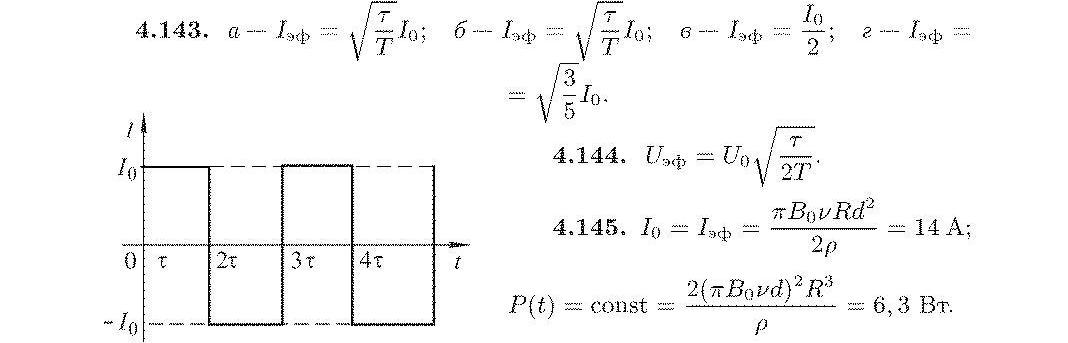 4.143. а — Iэф = √(τ/T) I₀; б — Iэф = √(τ/T) I₀; в — Iэф = I₀/2; г — Iэф =
= √(3/5) I₀.
I
I₀
4.144. Uэф = U₀ √(τ/2T).
4.145. I₀ = Iэф = πB₀νRd²/2ρ = 14 А;
0 τ 2τ 3τ 4τ t
P(t) = const = 2(πB₀νd)²R³/ρ = 6,3 Вт.
-I₀